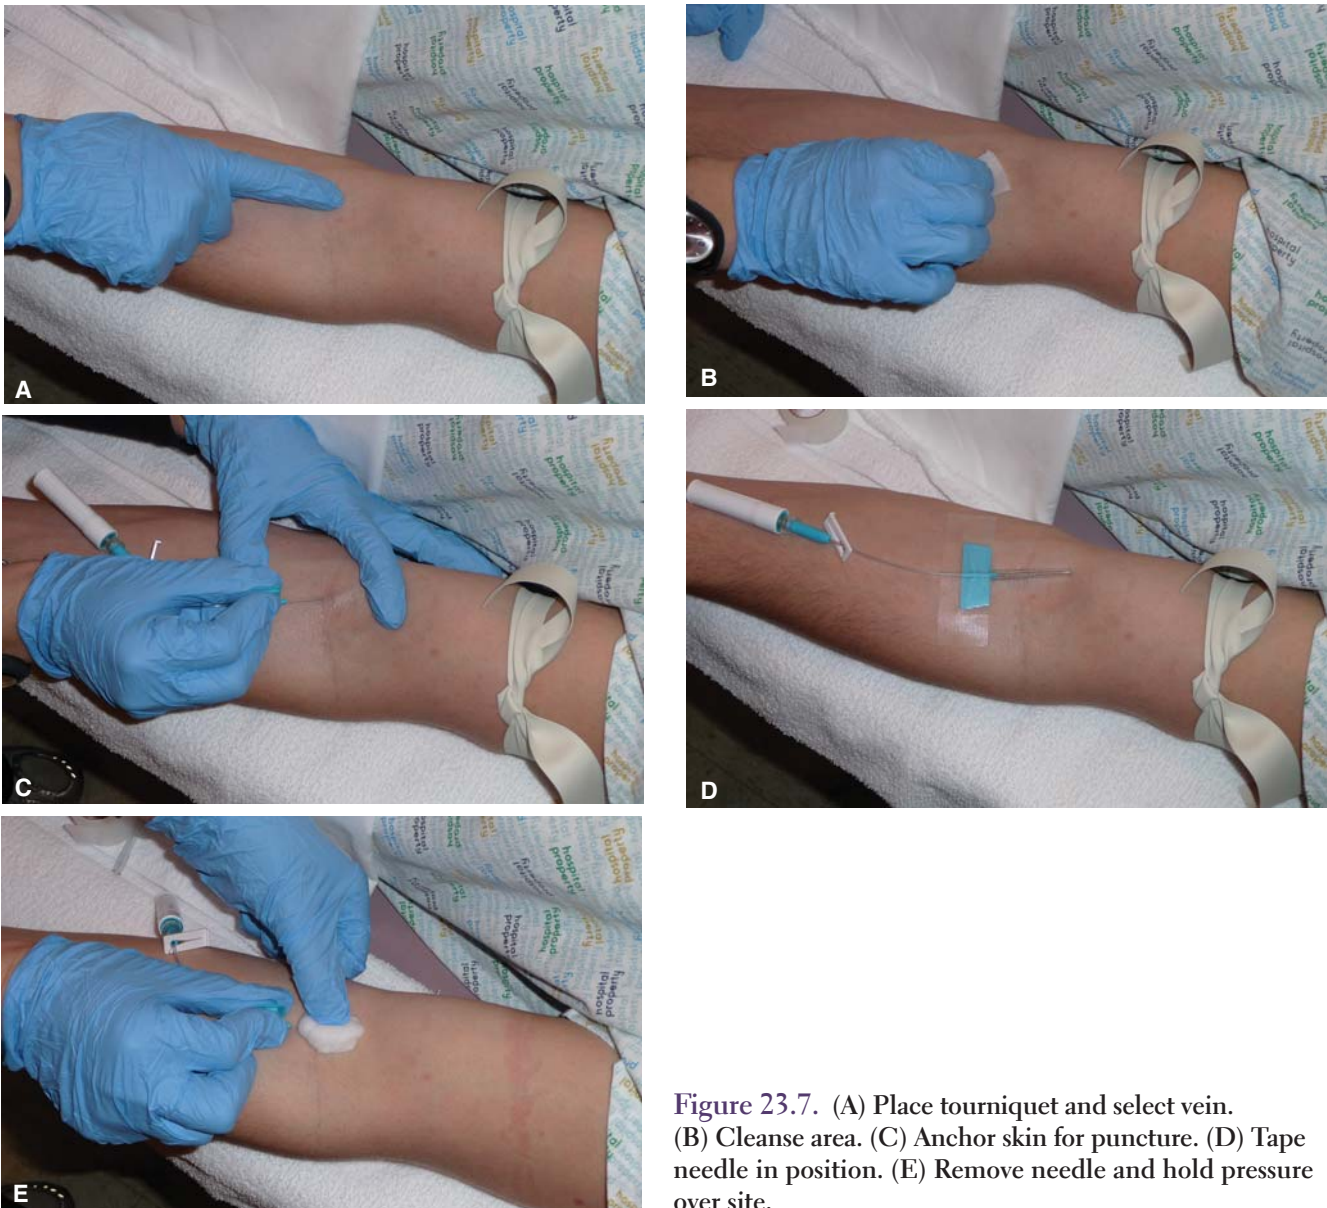 A
B
C
D
E
hospital
property
Figure 23.7. (A) Place tourniquet and select vein.
(B) Cleanse area. (C) Anchor skin for puncture. (D) Tape
needle in position. (E) Remove needle and hold pressure
over site.